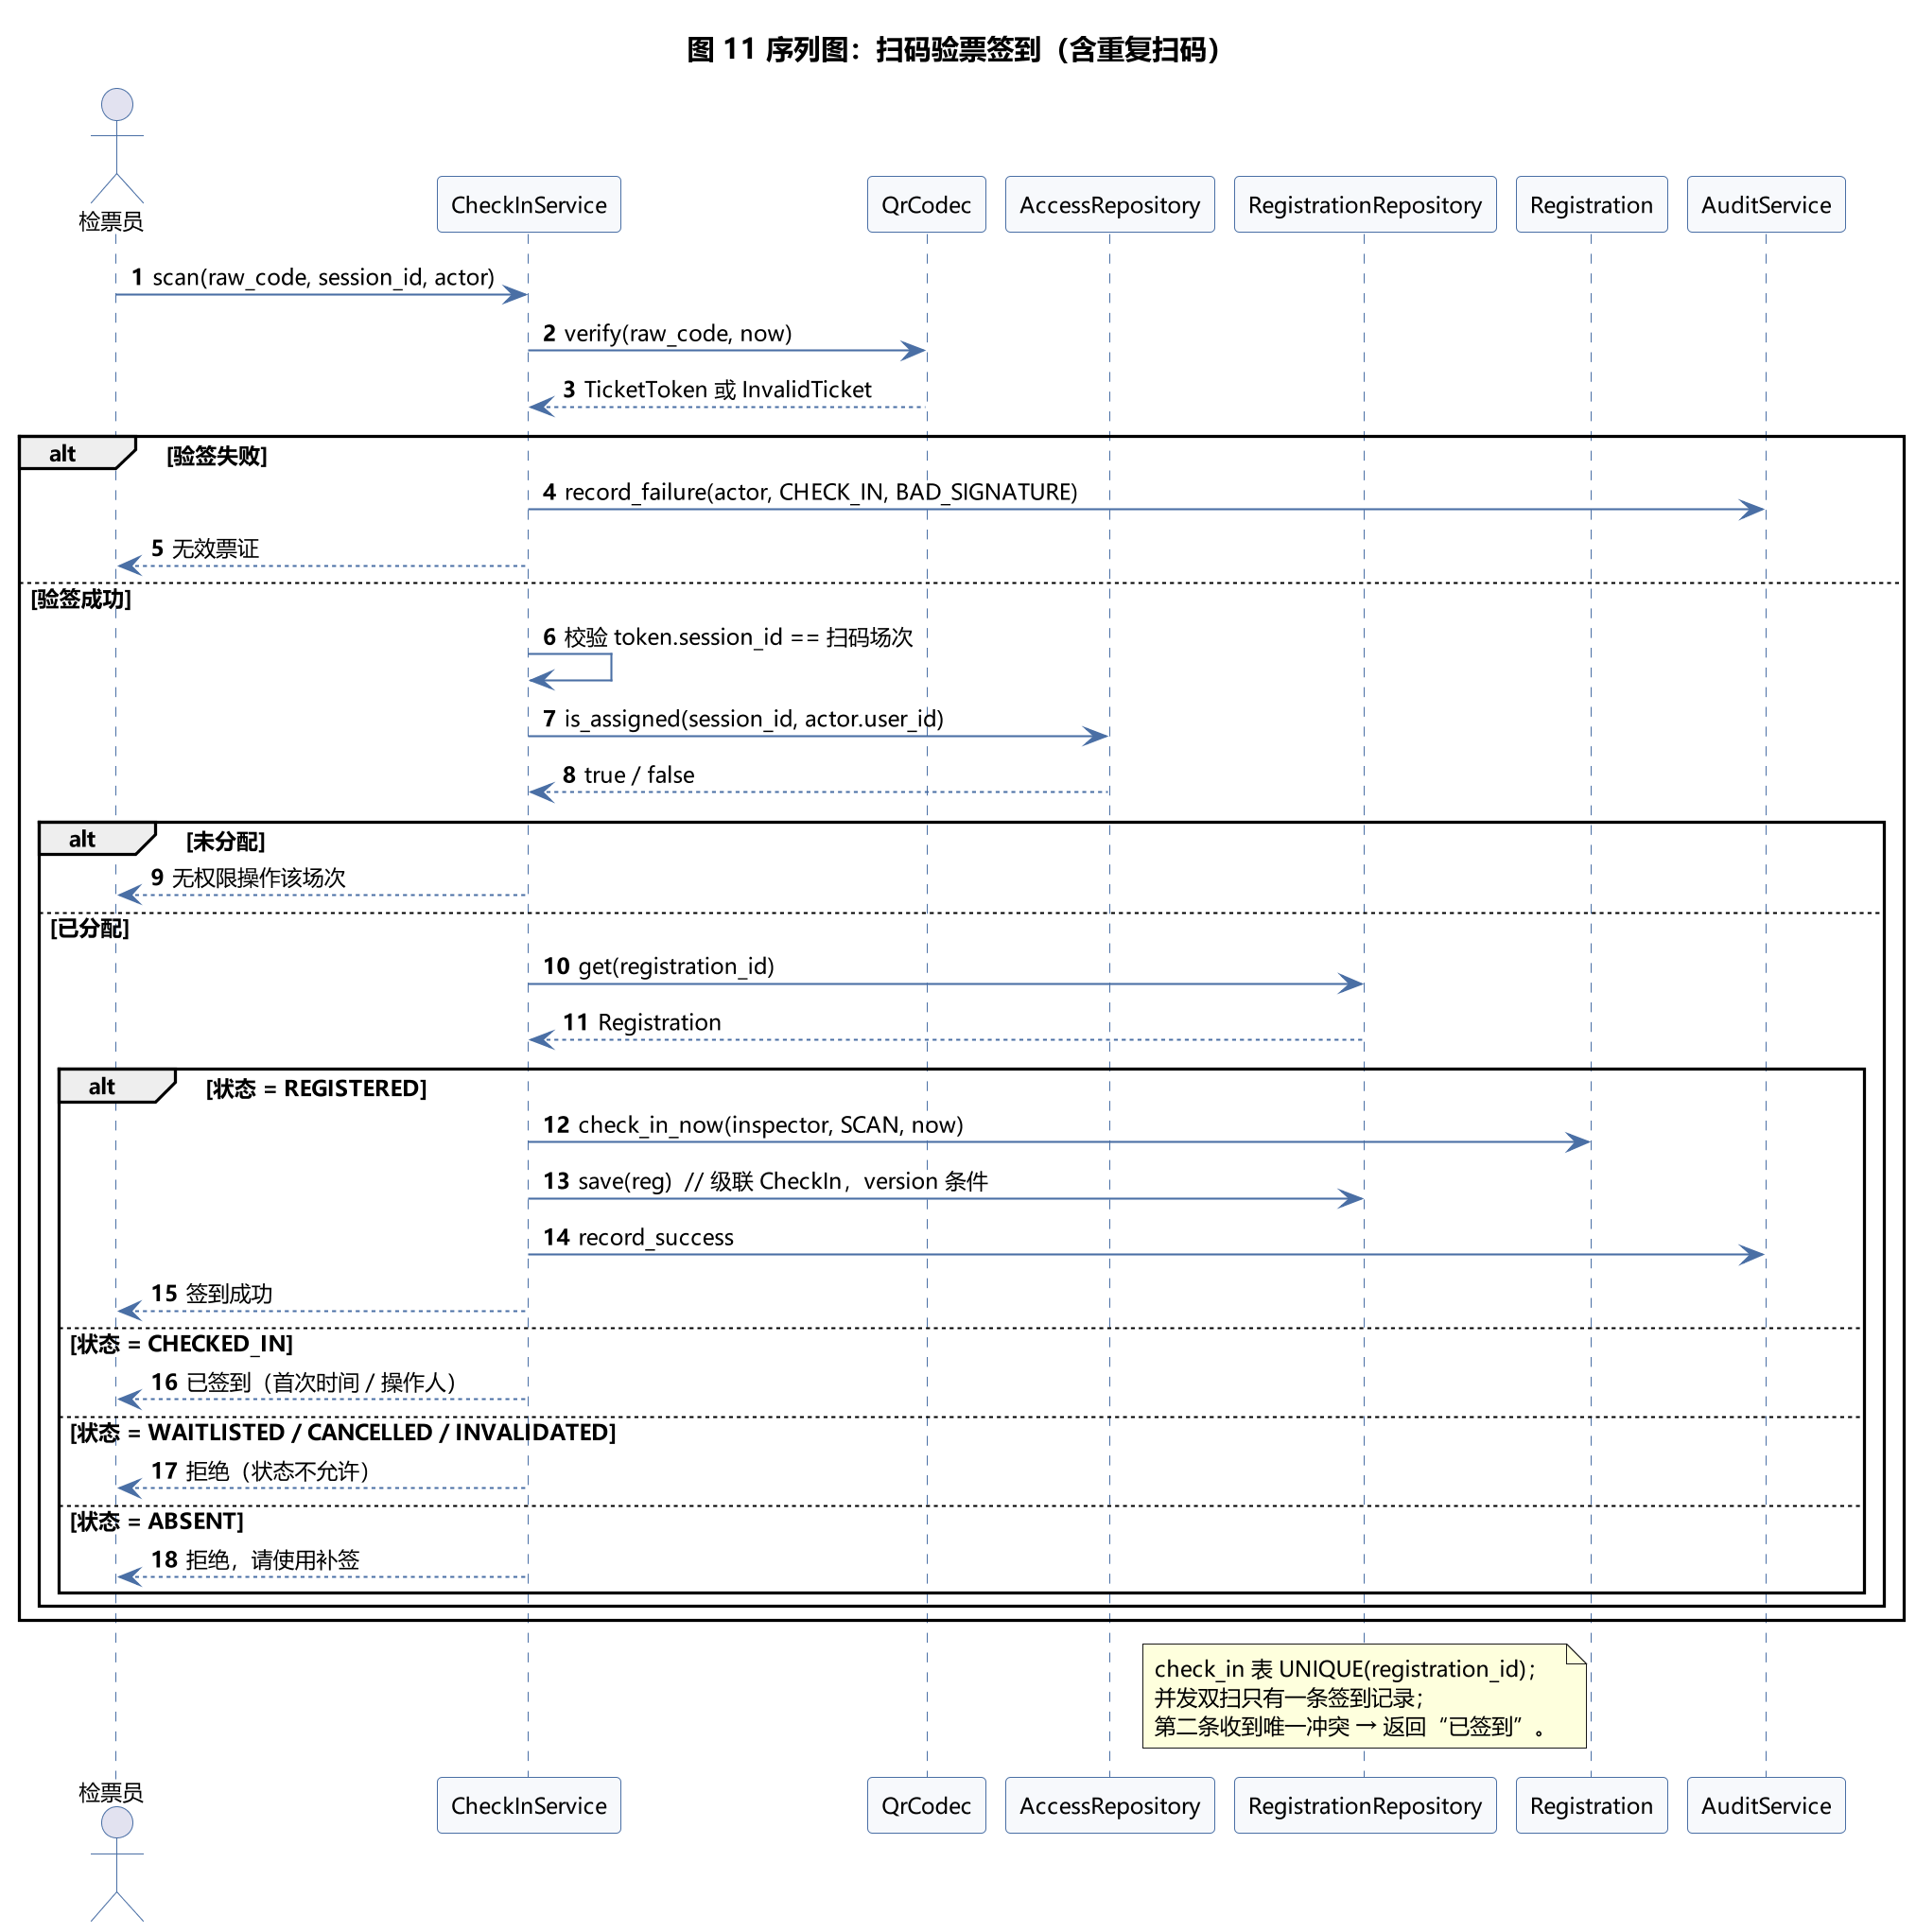 图 11 序列图：扫码验票签到（含重复扫码）
检票员
CheckInService
QrCodec
AccessRepository
RegistrationRepository
Registration
AuditService
1 scan(raw_code, session_id, actor)
2 verify(raw_code, now)
3 TicketToken 或 InvalidTicket
alt [验签失败]
4 record_failure(actor, CHECK_IN, BAD_SIGNATURE)
5 无效票证
[验签成功]
6 校验 token.session_id == 扫码场次
7 is_assigned(session_id, actor.user_id)
8 true / false
alt [未分配]
9 无权限操作该场次
[已分配]
10 get(registration_id)
11 Registration
alt [状态 = REGISTERED]
12 check_in_now(inspector, SCAN, now)
13 save(reg)  // 级联 CheckIn，version 条件
14 record_success
15 签到成功
[状态 = CHECKED_IN]
16 已签到（首次时间 / 操作人）
[状态 = WAITLISTED / CANCELLED / INVALIDATED]
17 拒绝（状态不允许）
[状态 = ABSENT]
18 拒绝，请使用补签
check_in 表 UNIQUE(registration_id)；
并发双扫只有一条签到记录；
第二条收到唯一冲突 → 返回“已签到”。
检票员
CheckInService
QrCodec
AccessRepository
RegistrationRepository
Registration
AuditService